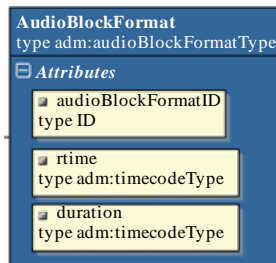 AudioBlockFormat
type adm:audioBlockFormatType
Attributes
audioBlockFormatID
type ID
rtime
type adm:timecodeType
duration
type adm:timecodeType